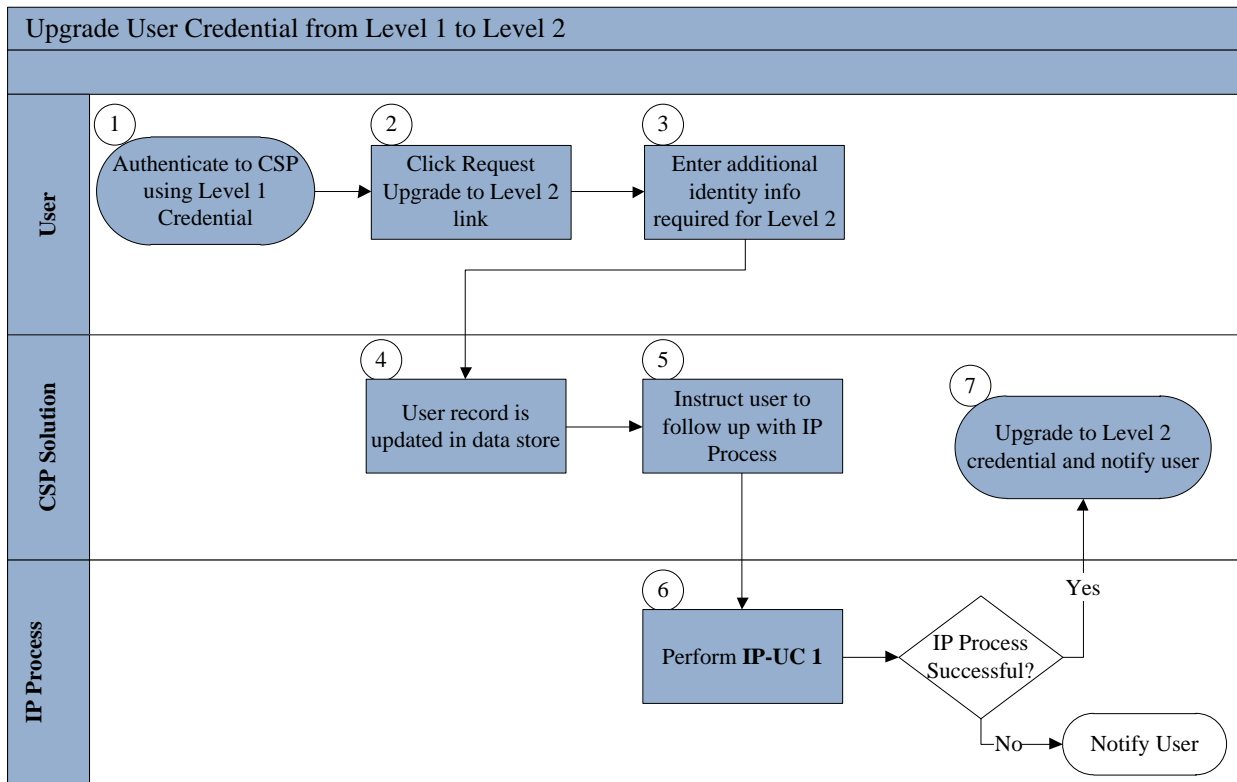 Upgrade User Credential from Level 1 to Level 2
User
1
Authenticate to CSP
using Level 1
Credential
2
Click Request
Upgrade to Level 2
link
3
Enter additional
identity info
required for Level 2
CSP Solution
4
User record is
updated in data store
5
Instruct user to
follow up with IP
Process
7
Upgrade to Level 2
credential and notify user
IP Process
6
Perform IP-UC 1
IP Process
Successful?
Yes
No
Notify User